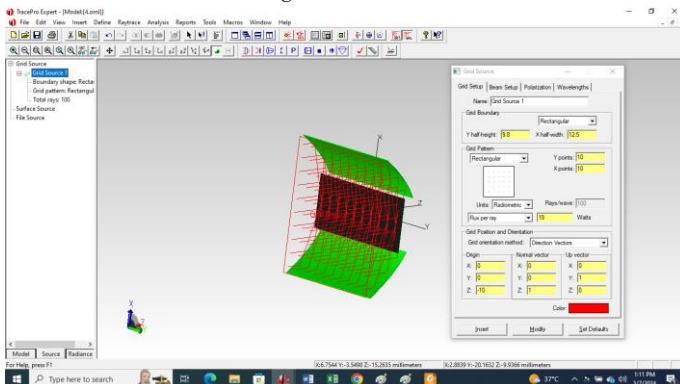 TracePro Expert - [Model:[4.oml]]
File Edit View Insert Define Raytrace Analysis Reports Tools Macros Window Help
Grid Source
Grid Source 1
Boundary shape: Recta
Grid pattern: Rectangul
Total rays: 100
Surface Source
File Source
Model Source Radiance
X
Z
Y
X
Z
Grid Source
Grid Setup Beam Setup Polarization Wavelengths
Name: Grid Source 1
Grid Boundary
Rectangular
Y half-height: 9.8 X half-width: 12.5
Grid Pattern
Rectangular Y points: 10
X points: 10
Units: Radiometric Rays/wave: 100
Flux per ray 19 Watts
Grid Position and Orientation
Grid orientation method: Direction Vectors
Origin Normal vector Up vector
X: 0 X: 0 X: 0
Y: 0 Y: 0 Y: 1
Z: -10 Z: 1 Z: 0
Color:
Insert Modify Set Defaults
For Help, press F1 X:6.7544 Y:-3.5498 Z:-15.2635 millimeters X:2.8839 Y:-20.1632 Z:-9.9366 millimeters
Type here to search 37°C 1:11 PM